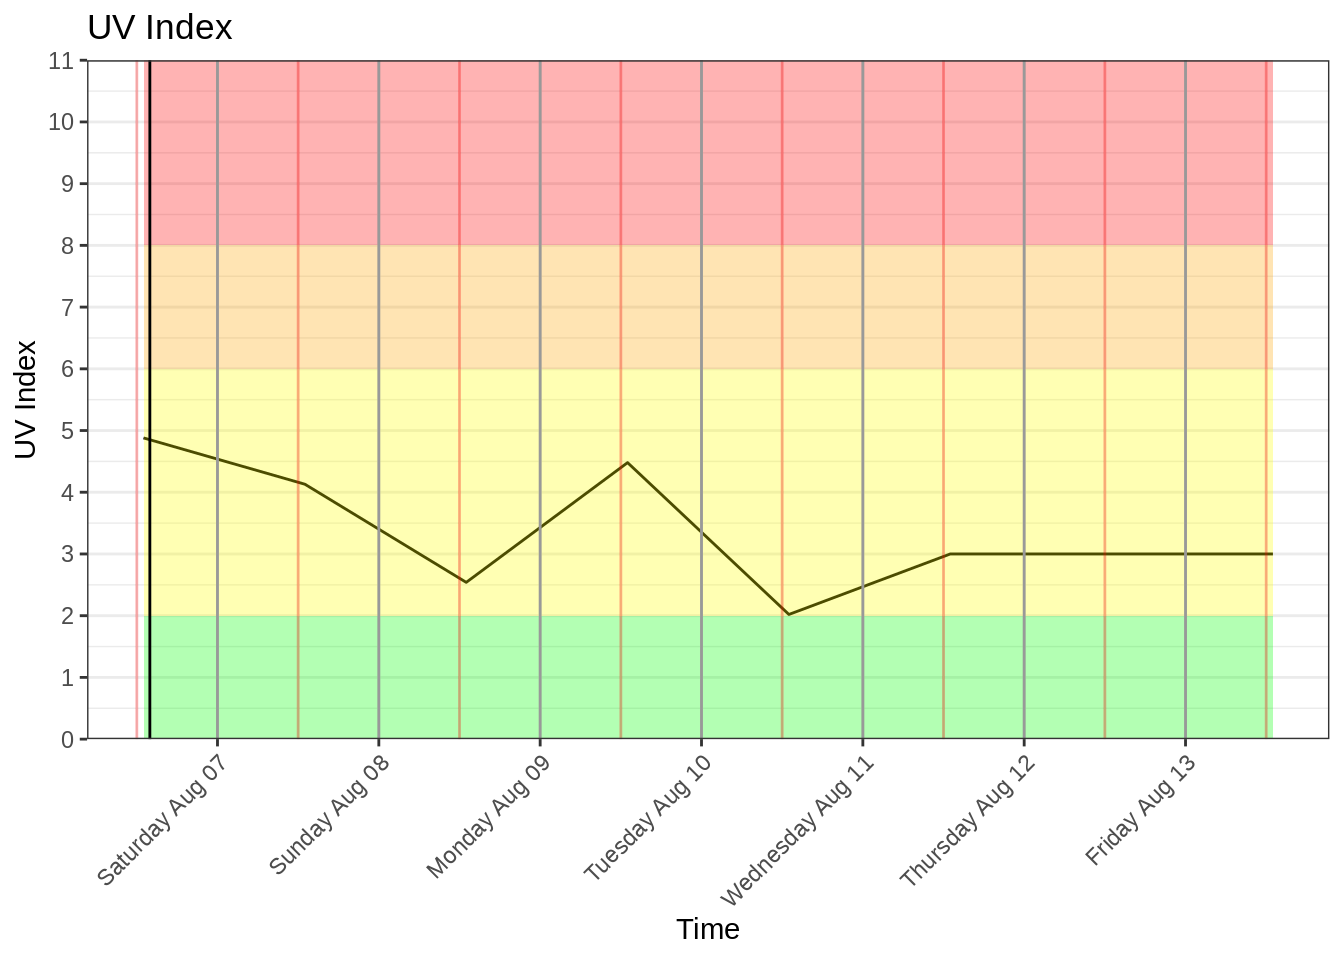 UV Index
11
10
9
8
7
6
5
4
3
2
1
0
UV Index
Saturday Aug 07
Sunday Aug 08
Monday Aug 09
Tuesday Aug 10
Wednesday Aug 11
Thursday Aug 12
Friday Aug 13
Time